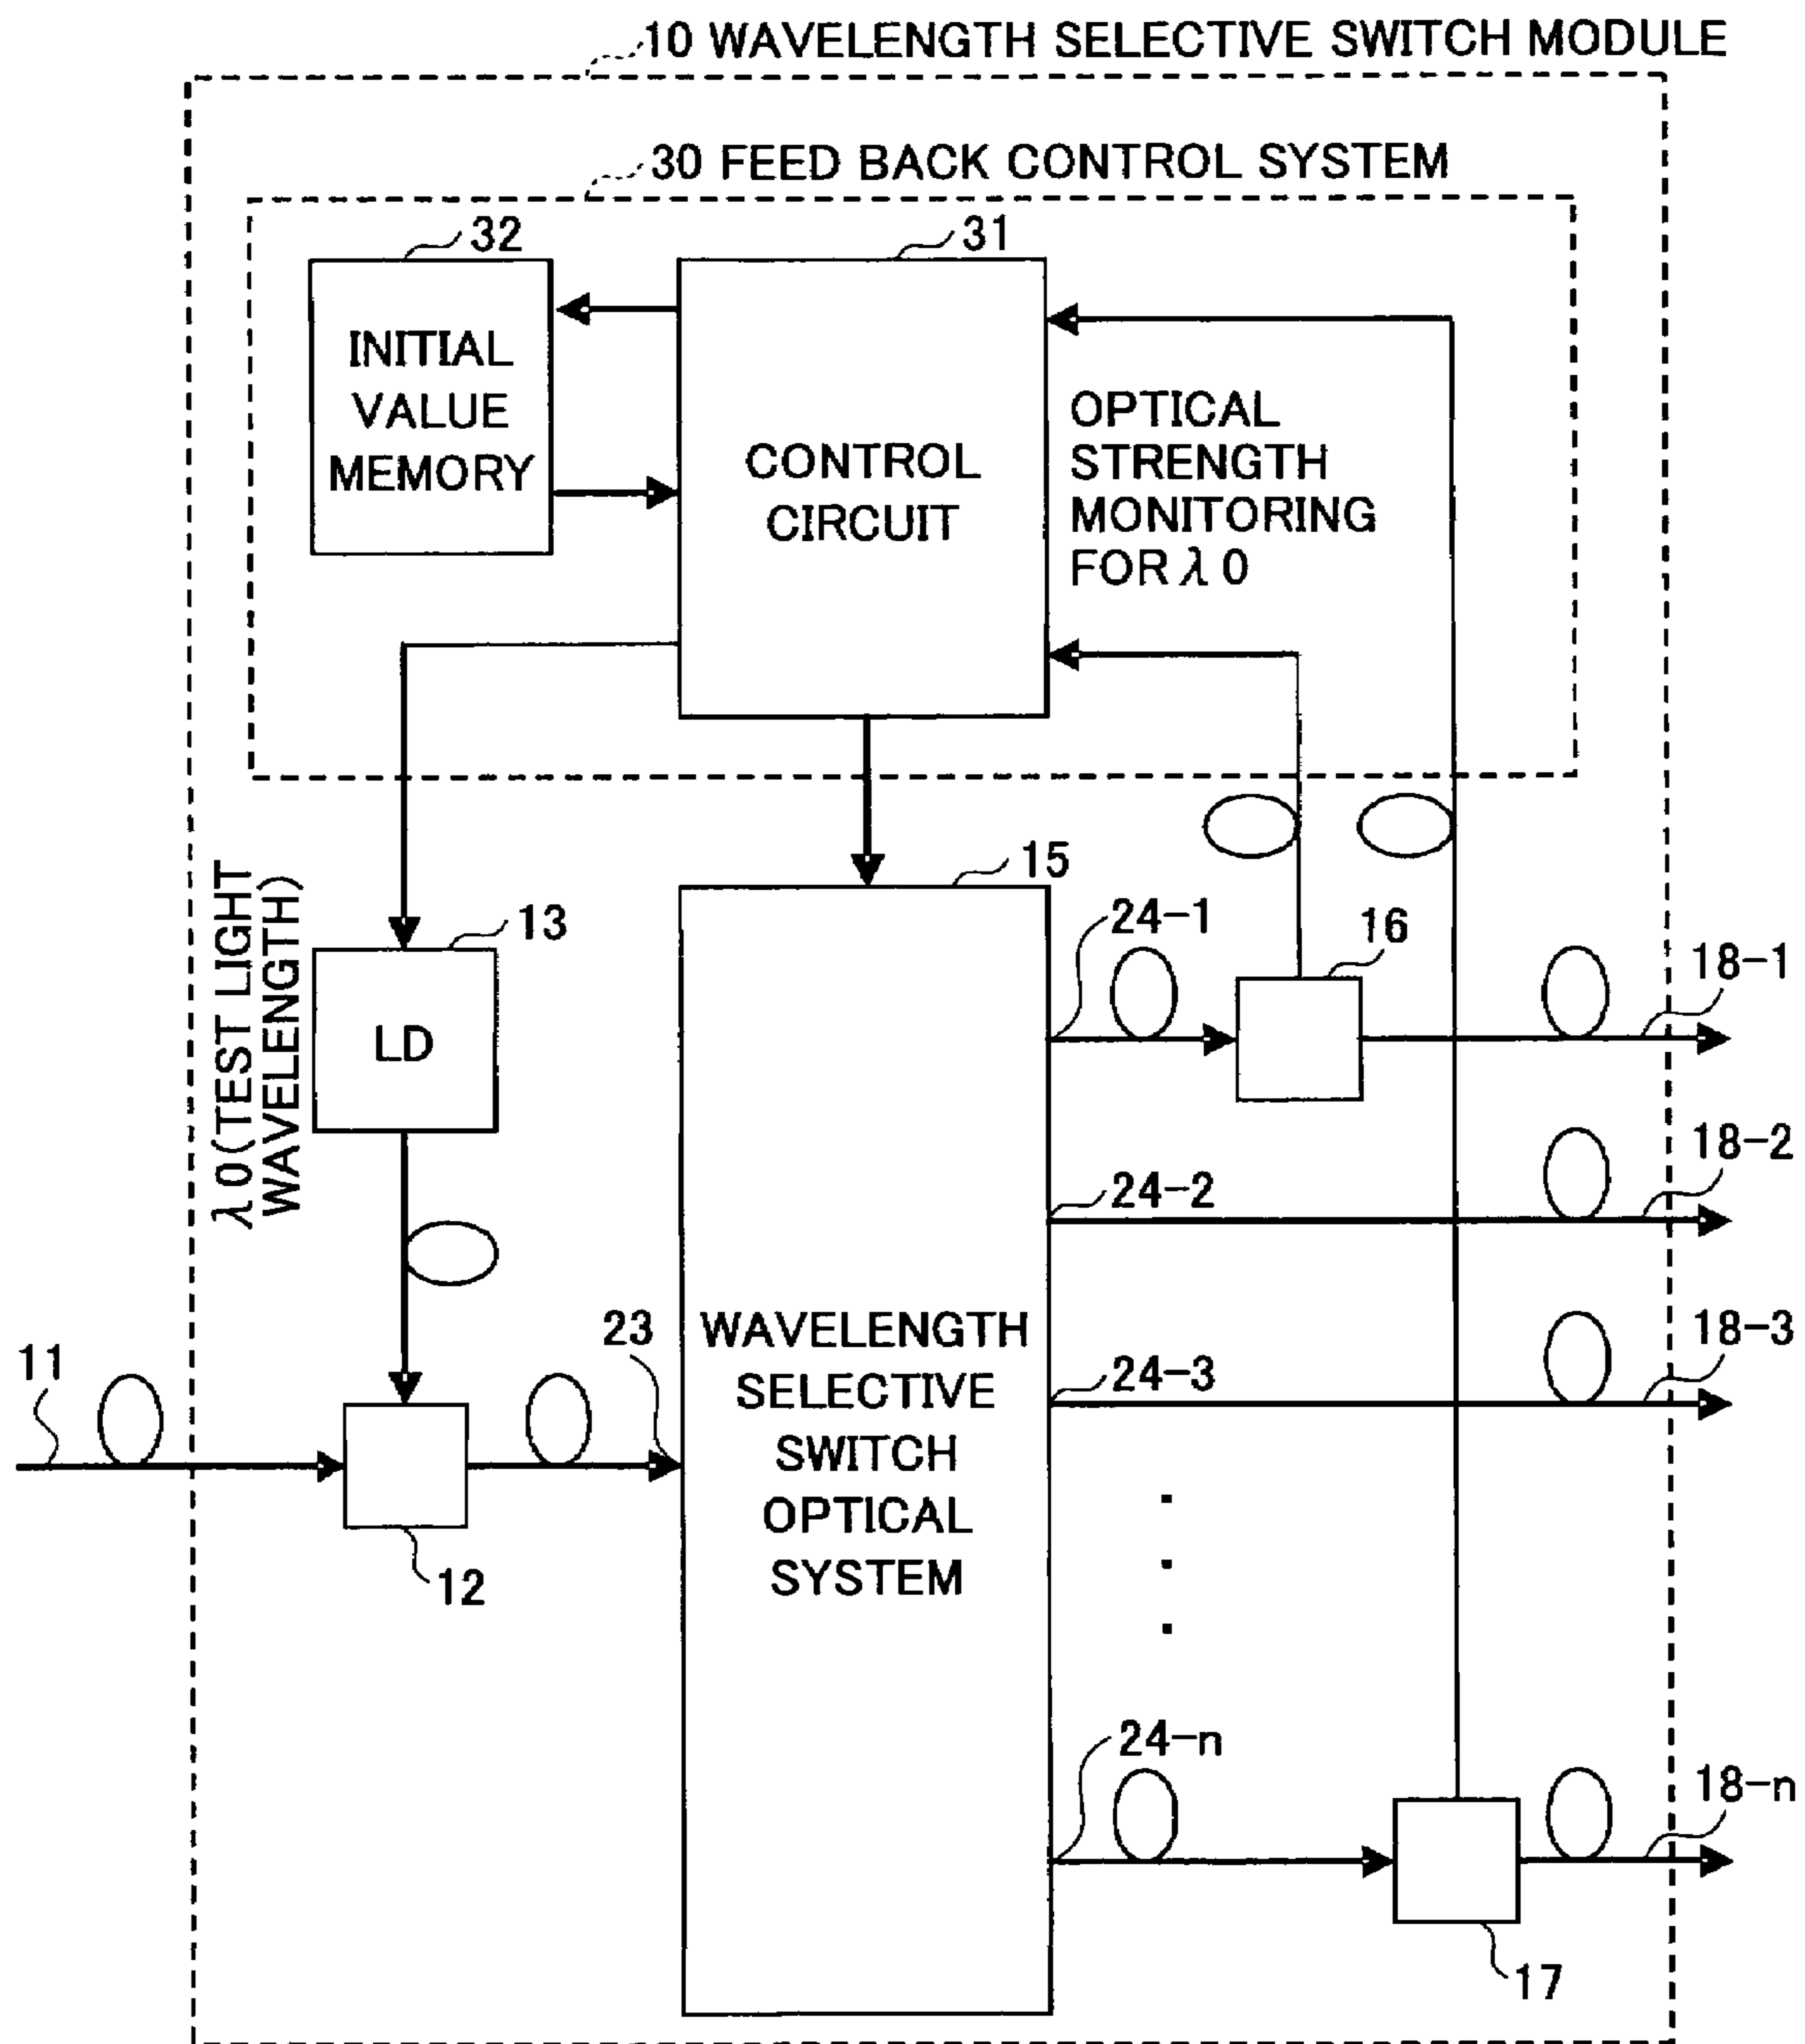 10 WAVELENGTH SELECTIVE SWITCH MODULE
30 FEED BACK CONTROL SYSTEM
32
31
INITIAL
VALUE
MEMORY
CONTROL
CIRCUIT
OPTICAL
STRENGTH
MONITORING
FOR λ0
λ0(TEST LIGHT
WAVELENGTH)
13
LD
15
24-1
16
18-1
24-2
18-2
24-3
18-3
11
12
23
WAVELENGTH
SELECTIVE
SWITCH
OPTICAL
SYSTEM
24-n
18-n
17